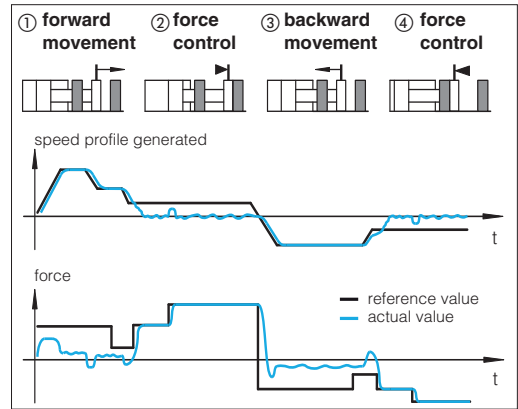 ① forward movement
② force control
③ backward movement
④ force control
speed profile generated
t
force
reference value
actual value
t